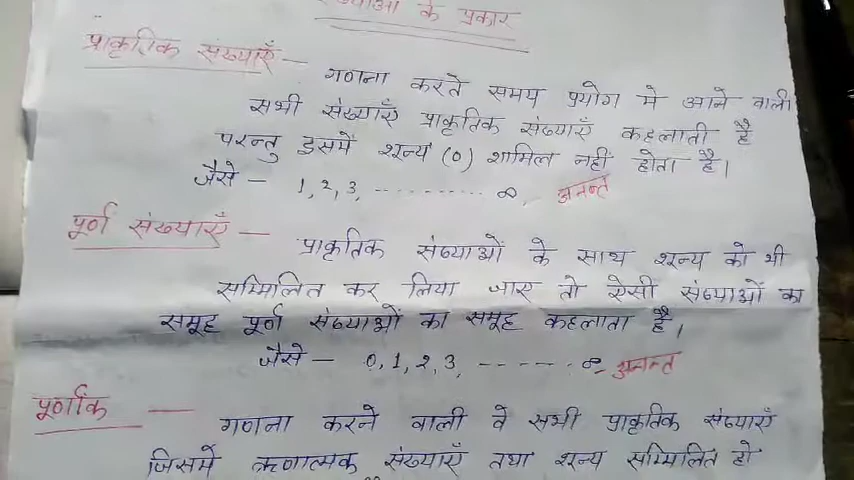 संख्याओं के प्रकार
प्राकृतिक संख्याएँ —
गणना करते समय प्रयोग मे आने वाली
सभी संख्याएँ प्राकृतिक संख्याएँ कहलाती है
परन्तु इसमें शून्य (0) शामिल नहीं होता है।
जैसे — 1, 2, 3, ............ ∞, अनन्त
पूर्ण संख्याएँ —
प्राकृतिक संख्याओं के साथ शून्य को भी
सम्मिलित कर लिया जाए तो ऐसी संख्याओं का
समूह पूर्ण संख्याओं का समूह कहलाता है।
जैसे — 0, 1, 2, 3, ------- ∞, अनन्त
पूर्णांक —
गणना करने वाली वे सभी प्राकृतिक संख्याएँ
जिसमें ऋणात्मक संख्याएँ तथा शून्य सम्मिलित हो